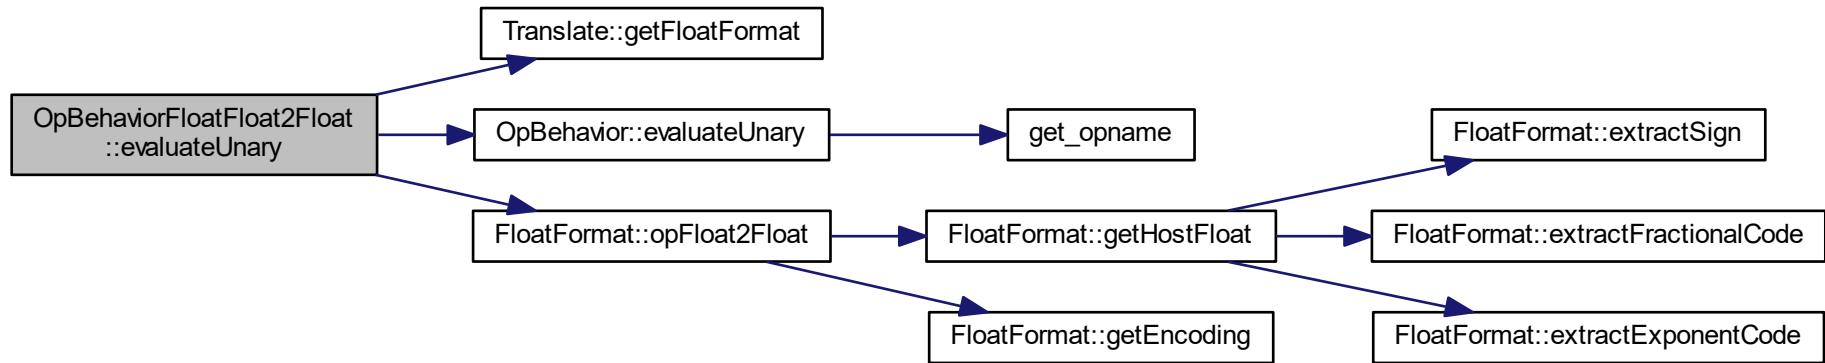 Translate::getFloatFormat
OpBehaviorFloatFloat2Float
::evaluateUnary
OpBehavior::evaluateUnary
get_opname
FloatFormat::extractSign
FloatFormat::opFloat2Float
FloatFormat::getHostFloat
FloatFormat::extractFractionalCode
FloatFormat::getEncoding
FloatFormat::extractExponentCode